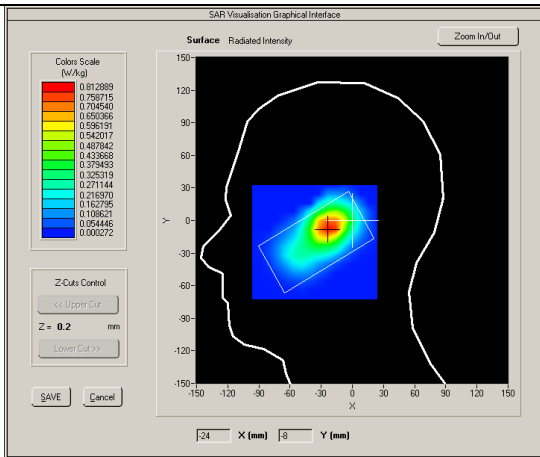 SAR Visualisation Graphical Interface
Surface Radiated Intensity
Zoom In/Out
Colors Scale
(W/kg)
0.812889
0.758715
0.704540
0.650366
0.596191
0.542017
0.487842
0.433668
0.379493
0.325319
0.271144
0.216970
0.162795
0.108621
0.054446
0.000272
Z-Cuts Control
<< Upper Cut
Z = 0.2 mm
Lower Cut >>
SAVE Cancel
150
120
90
60
30
0
-30
-60
-90
-120
-150
Y
-150 -120 -90 -60 -30 0 30 60 90 120 150
X
-24 X (mm) -8 Y (mm)